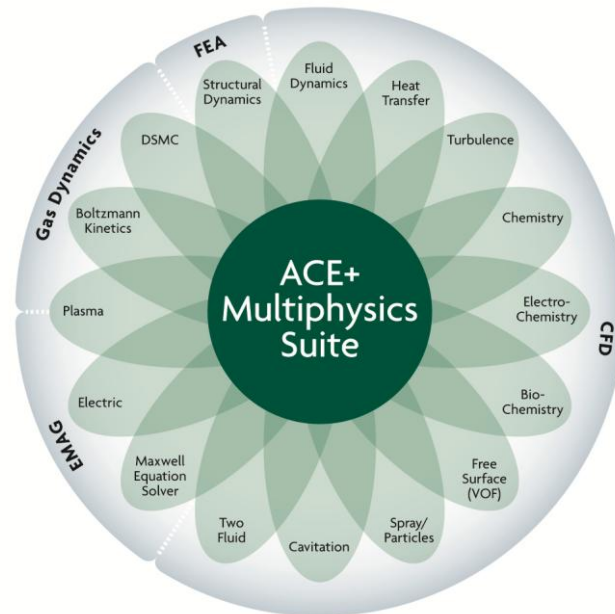 FEA
Structural
Dynamics
Fluid
Dynamics
Heat
Transfer
Turbulence
Chemistry
Electro-
Chemistry
CFD
Bio-
Chemistry
Free
Surface
(VOF)
Spray/
Particles
Cavitation
Two
Fluid
Maxwell
Equation
Solver
Electric
EMAG
Plasma
Boltzmann
Kinetics
DSMC
Gas Dynamics
ACE+
Multiphysics
Suite